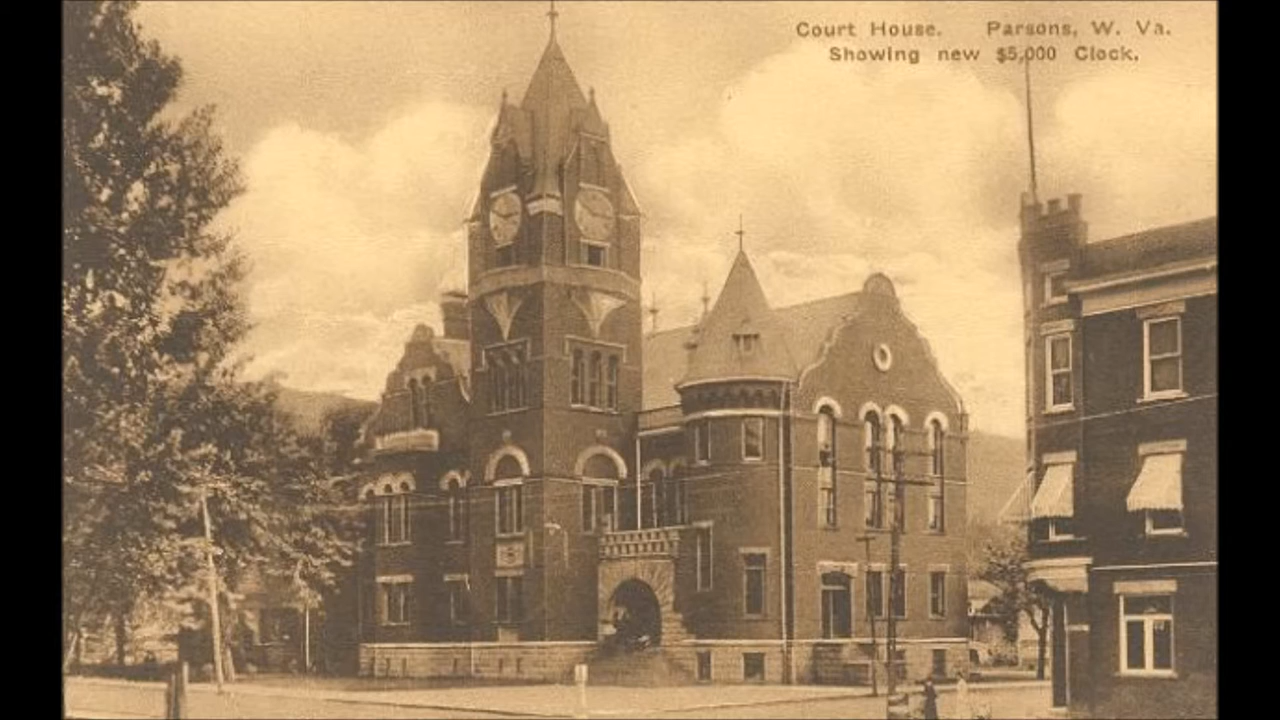 Court House. Parsons, W. Va.
Showing new $5,000 Clock.